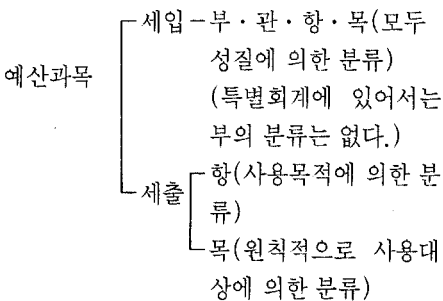 세입-부·관·항·목(모두
성질에 의한 분류)
예산과목
(특별회계에 있어서는
부의 분류는 없다.)
세출
항(사용목적에 의한 분
류)
목(원칙적으로 사용대
상에 의한 분류)